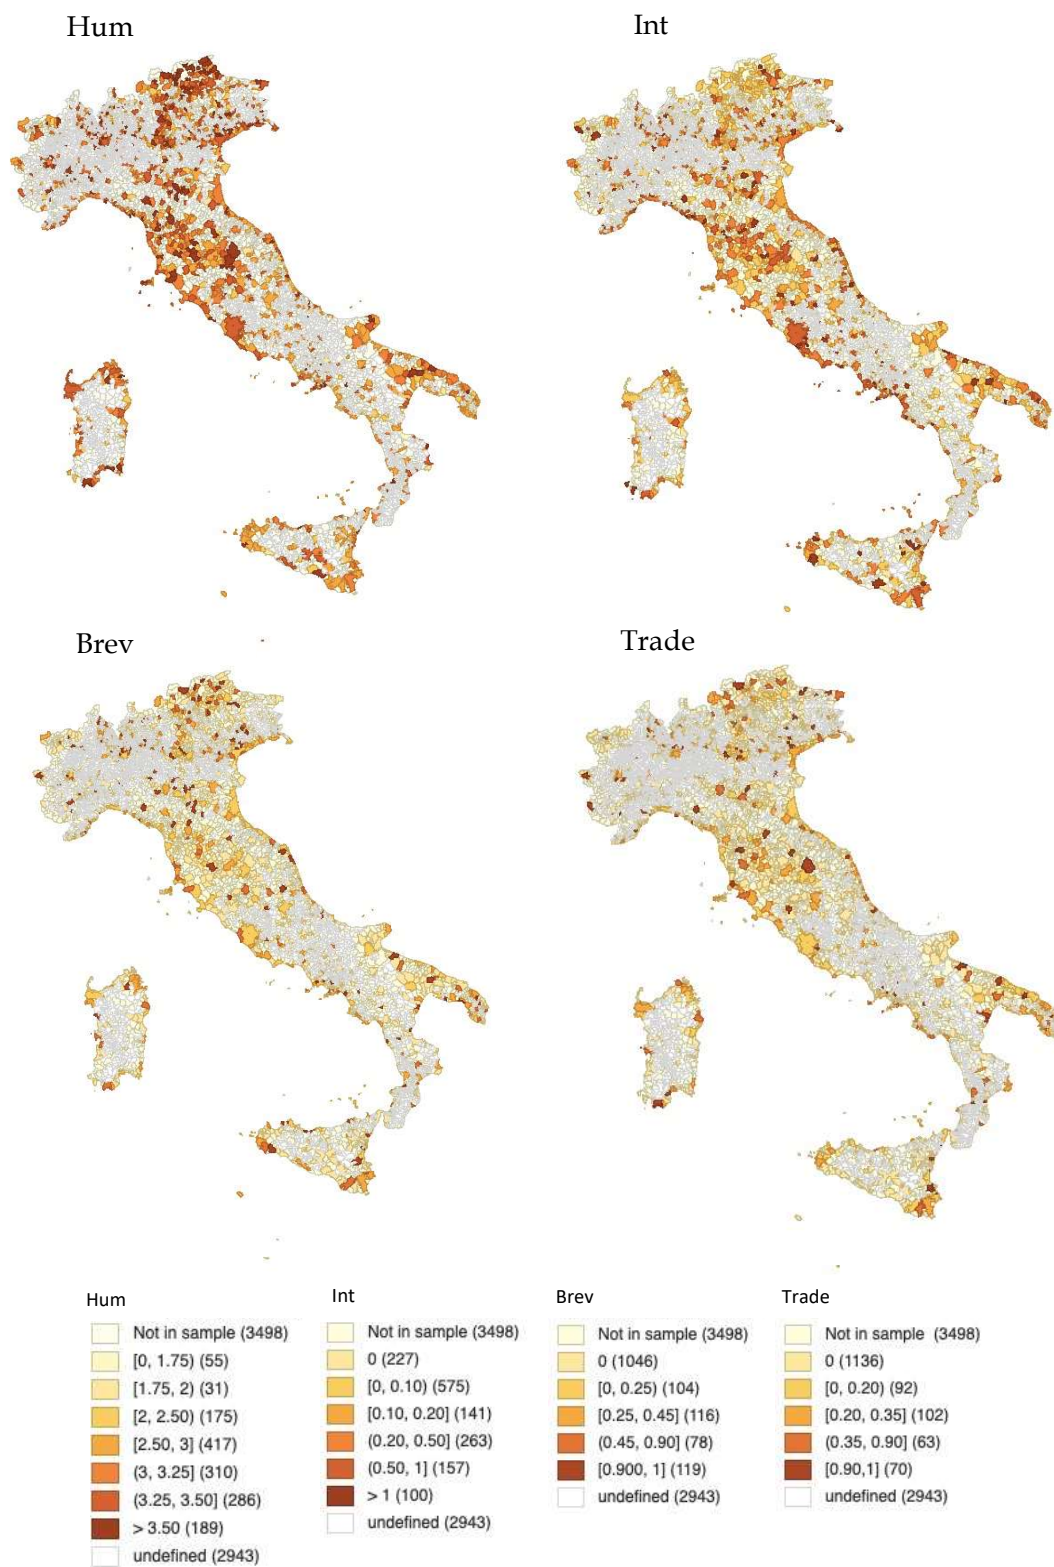 Hum
Int
Brev
Trade
Hum
Not in sample (3498)
[0, 1.75) (55)
[1.75, 2) (31)
[2, 2.50) (175)
[2.50, 3] (417)
(3, 3.25] (310)
(3.25, 3.50] (286)
> 3.50 (189)
undefined (2943)
Int
Not in sample (3498)
0 (227)
[0, 0.10) (575)
[0.10, 0.20] (141)
(0.20, 0.50] (263)
(0.50, 1] (157)
> 1 (100)
undefined (2943)
Brev
Not in sample (3498)
0 (1046)
[0, 0.25) (104)
[0.25, 0.45] (116)
(0.45, 0.90] (78)
[0.900, 1] (119)
undefined (2943)
Trade
Not in sample (3498)
0 (1136)
[0, 0.20) (92)
[0.20, 0.35] (102)
(0.35, 0.90] (63)
[0.90,1] (70)
undefined (2943)